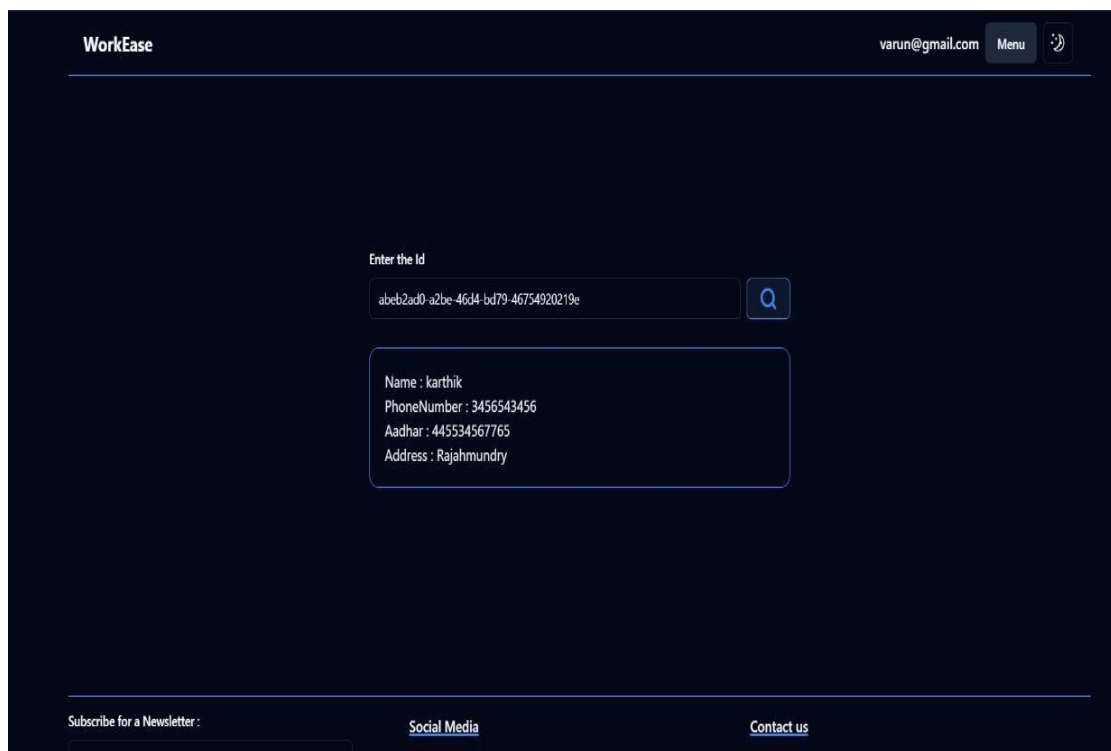 WorkEase
varun@gmail.com Menu
Enter the Id
abeb2ad0-a2be-46d4-bd79-46754920219e
Name : karthik
PhoneNumber : 3456543456
Aadhar : 445534567765
Address : Rajahmundry
Subscribe for a Newsletter :
Social Media
Contact us